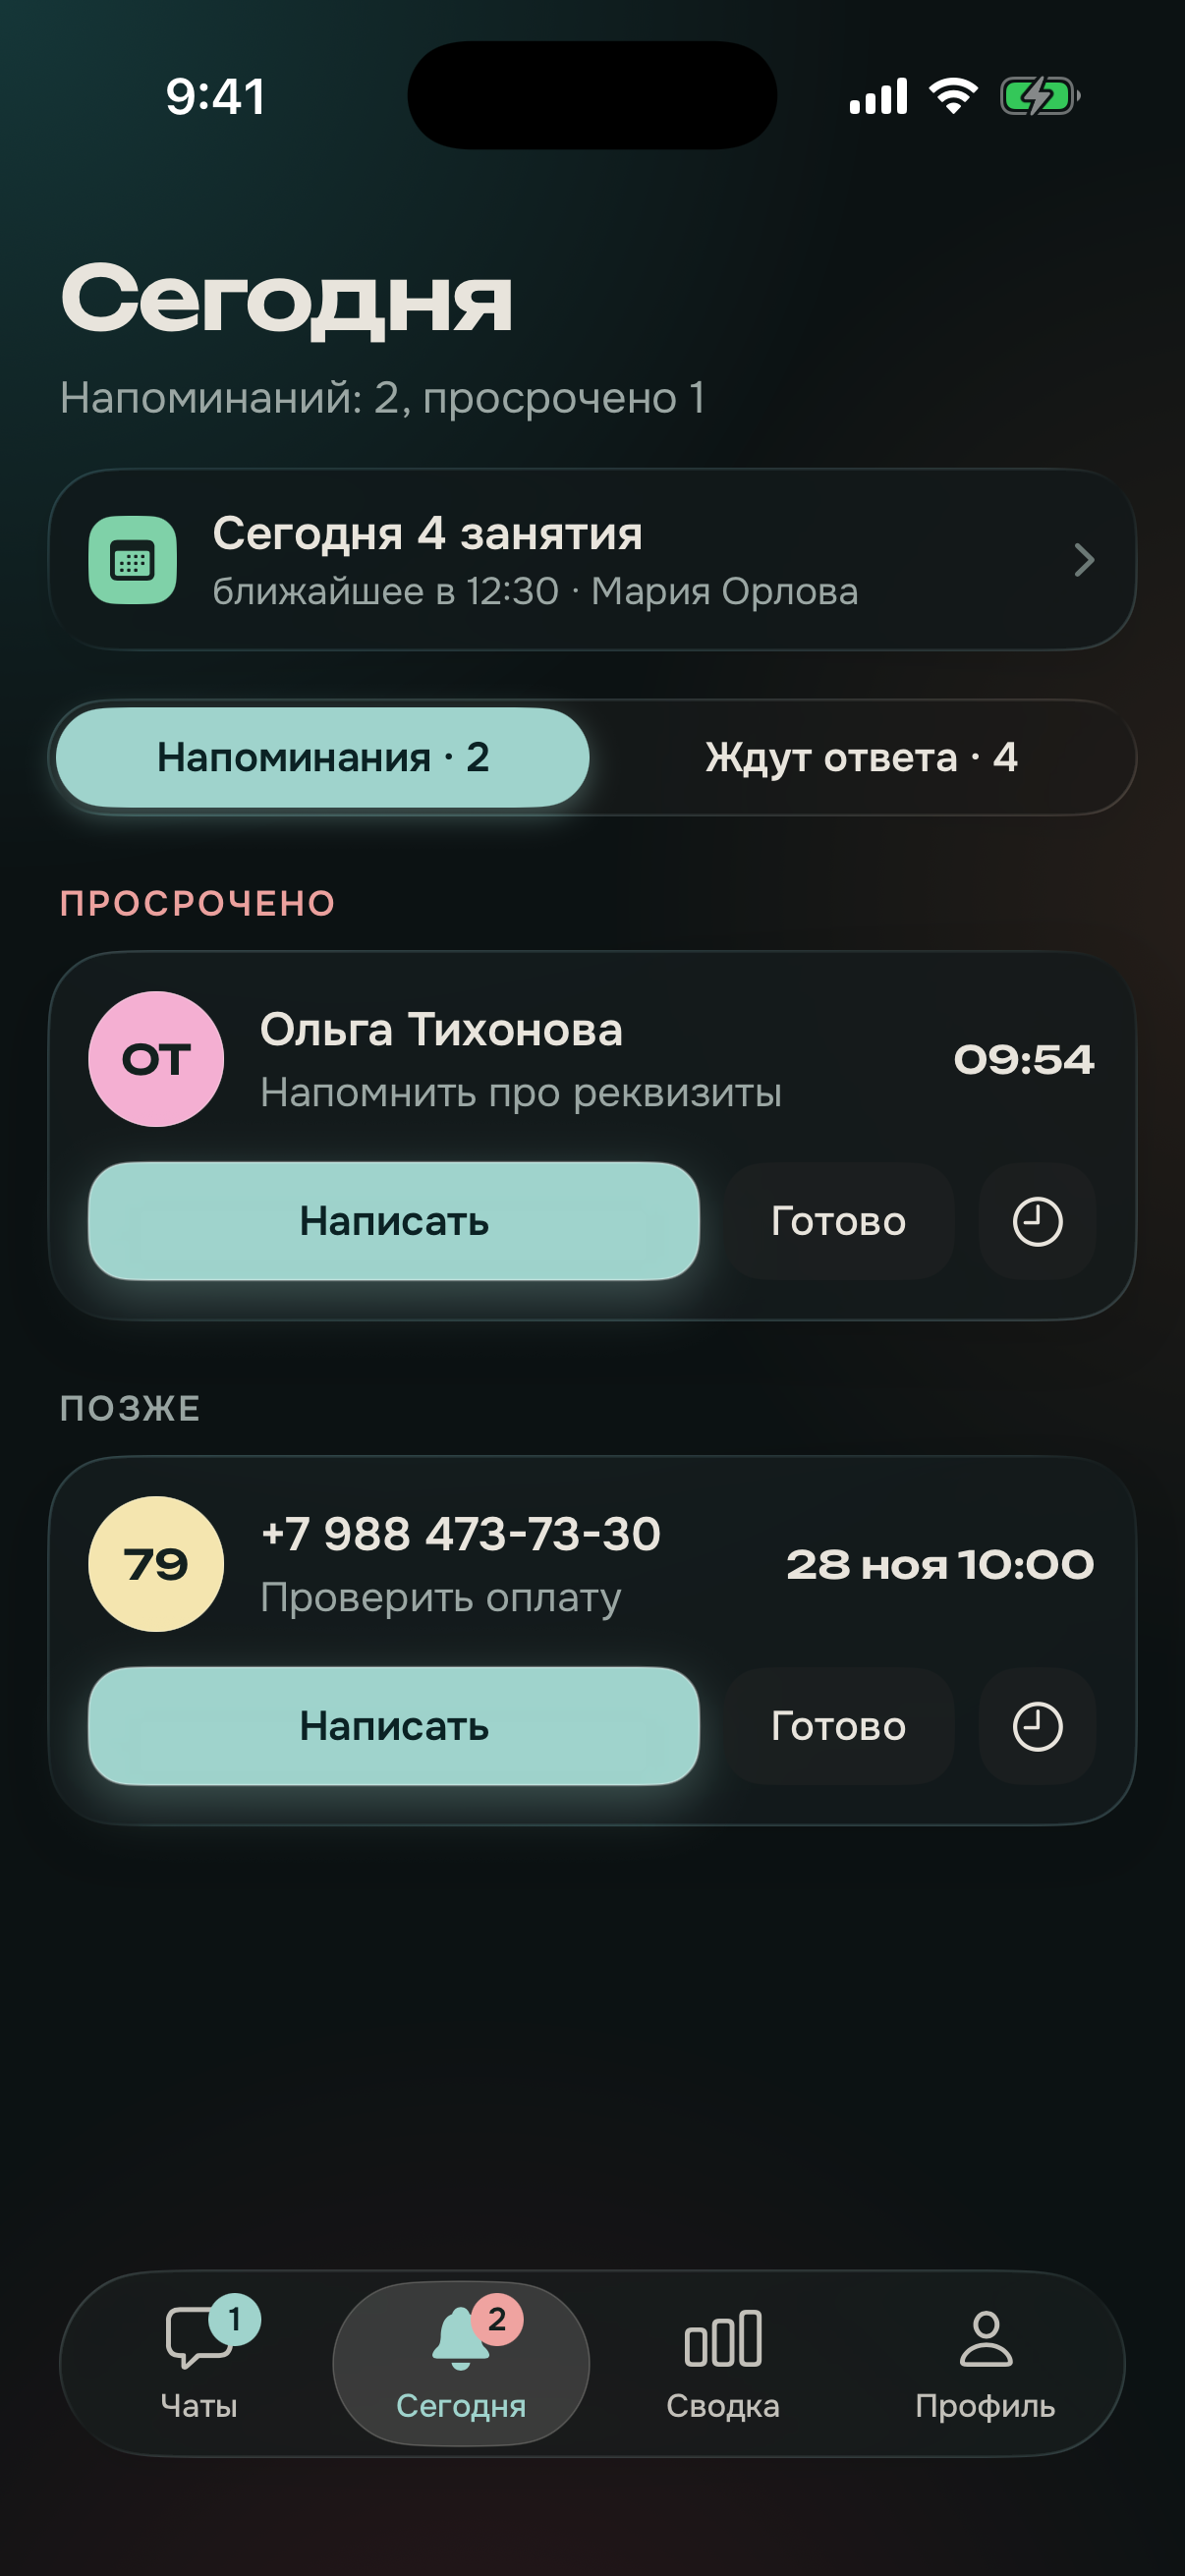 9:41
Сегодня
Напоминаний: 2, просрочено 1
Сегодня 4 занятия
ближайшее в 12:30 · Мария Орлова
Напоминания · 2
Ждут ответа · 4
ПРОСРОЧЕНО
ОТ
Ольга Тихонова
Напомнить про реквизиты
09:54
Написать
Готово
ПОЗЖЕ
79
+7 988 473-73-30
Проверить оплату
28 ноя 10:00
Написать
Готово
1
Чаты
2
Сегодня
Сводка
Профиль